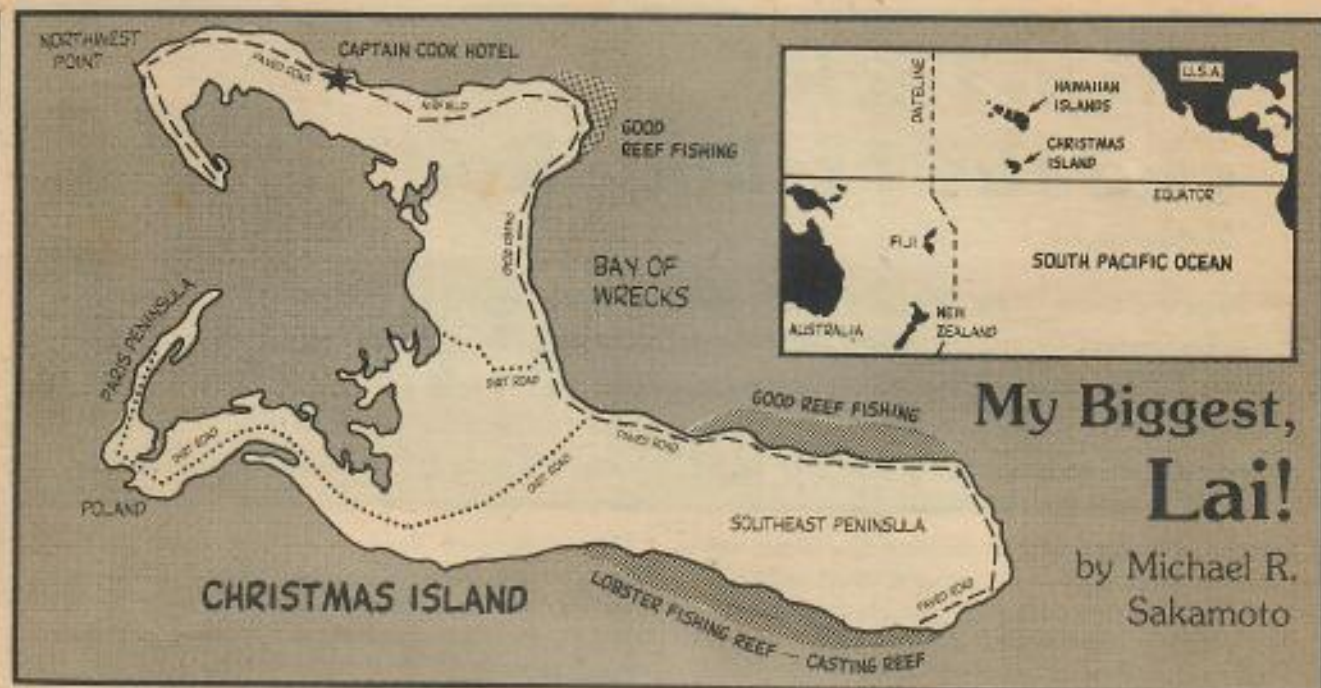 NORTHWEST
POINT
PAVED ROAD
CAPTAIN COOK HOTEL
AIRFIELD
GOOD
REEF FISHING
PAVED ROAD
BAY OF
WRECKS
PARIS PENINSULA
DIRT ROAD
DIRT ROAD
DIRT ROAD
POLAND
PAVED ROAD
GOOD REEF FISHING
SOUTHEAST PENINSULA
PAVED ROAD
CHRISTMAS ISLAND
LOBSTER FISHING REEF — CASTING REEF
DATELINE
U.S.A.
HAWAIIAN
ISLANDS
CHRISTMAS
ISLAND
EQUATOR
FIJI
SOUTH PACIFIC OCEAN
AUSTRALIA
NEW
ZEALAND
My Biggest,
Lai!
by Michael R.
Sakamoto